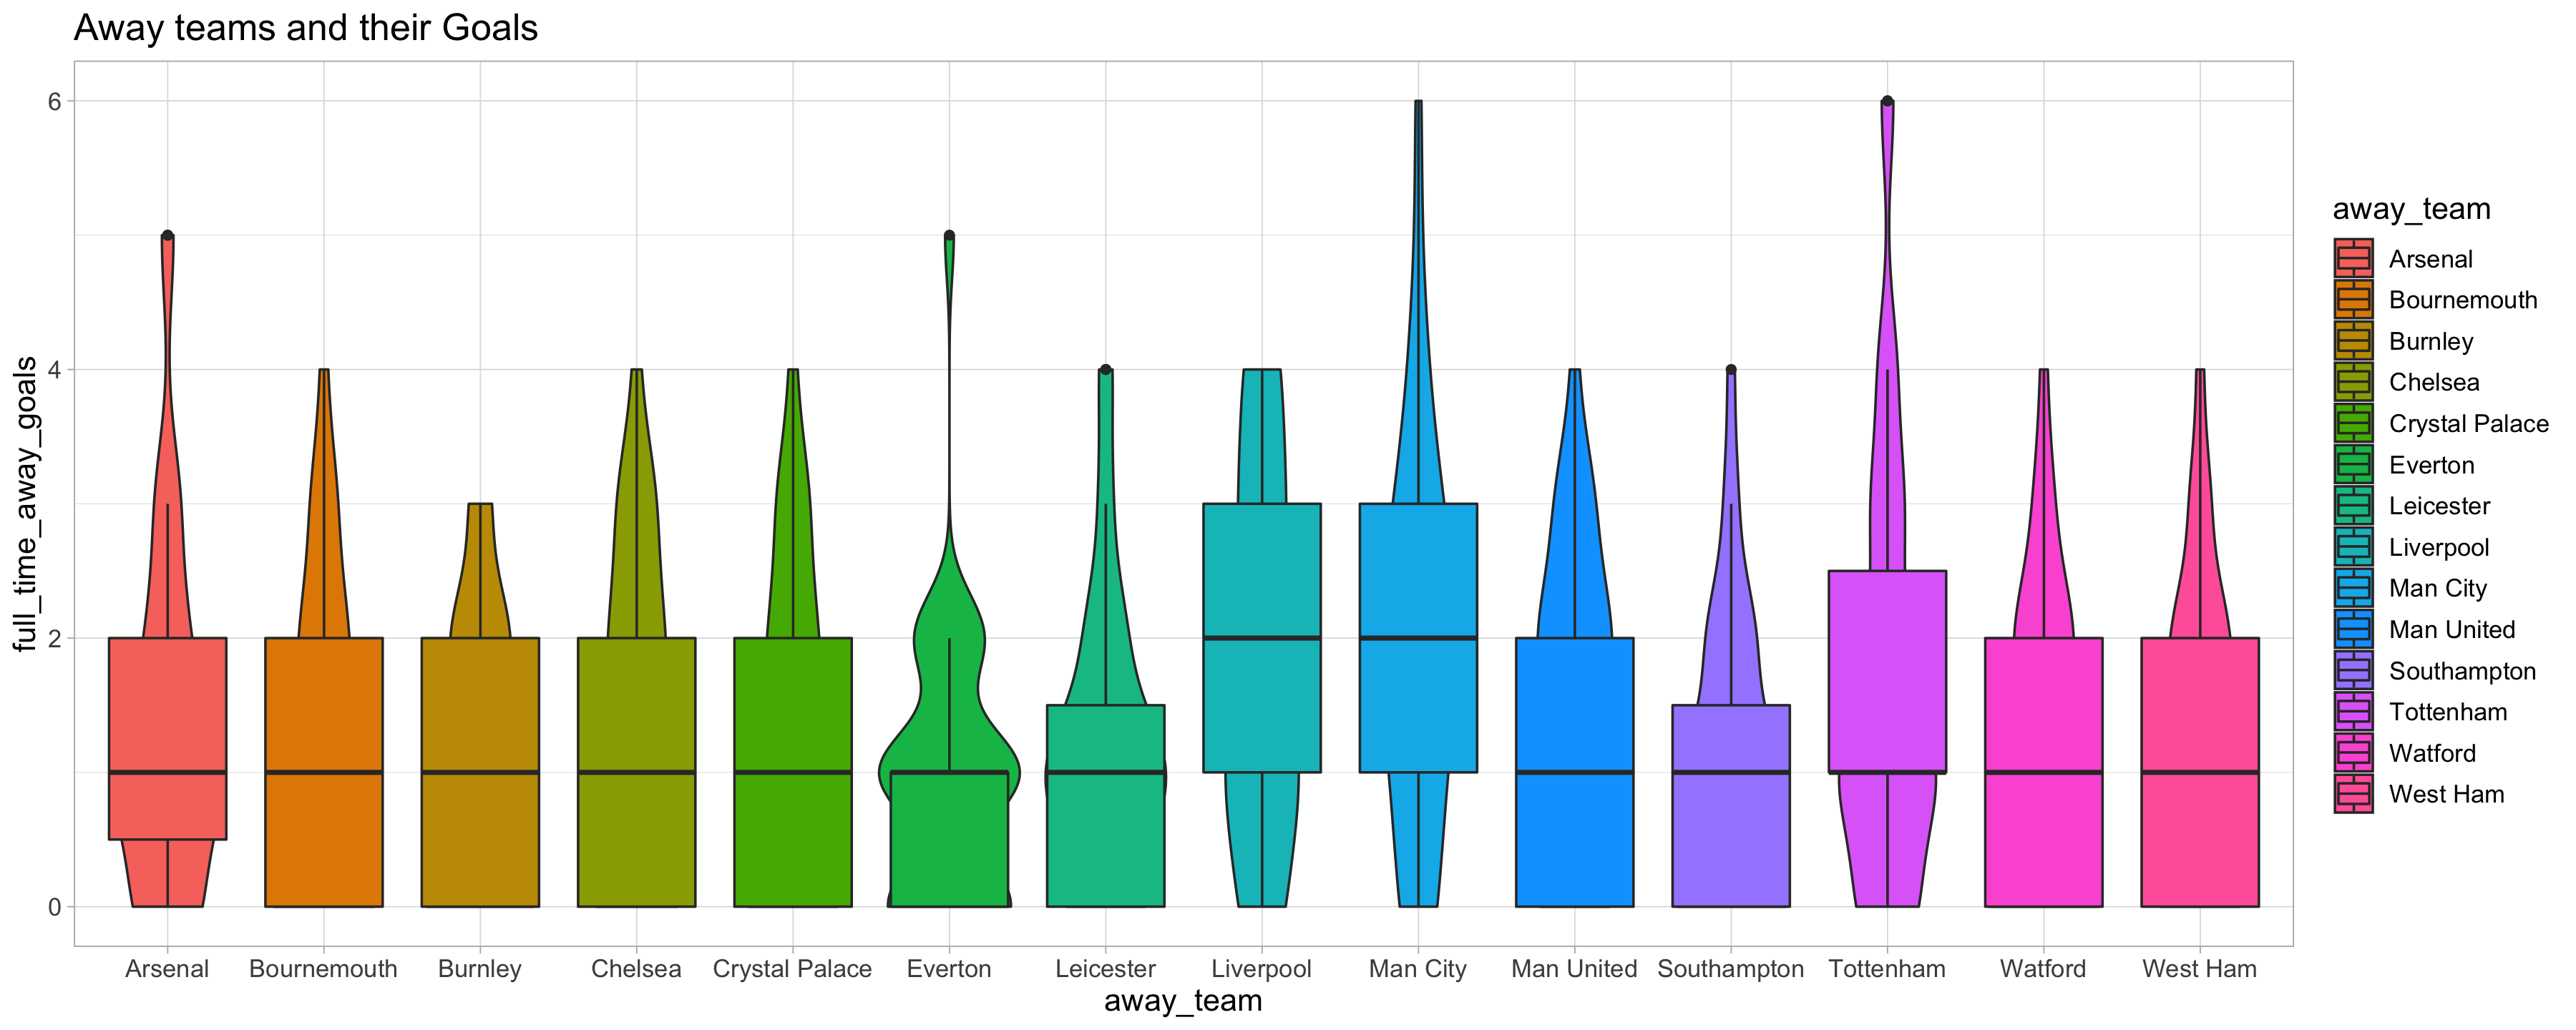 Away teams and their Goals
full_time_away_goals
6
4
2
0
Arsenal Bournemouth Burnley Chelsea Crystal Palace Everton Leicester Liverpool Man City Man United Southampton Tottenham Watford West Ham
away_team
away_team
Arsenal
Bournemouth
Burnley
Chelsea
Crystal Palace
Everton
Leicester
Liverpool
Man City
Man United
Southampton
Tottenham
Watford
West Ham